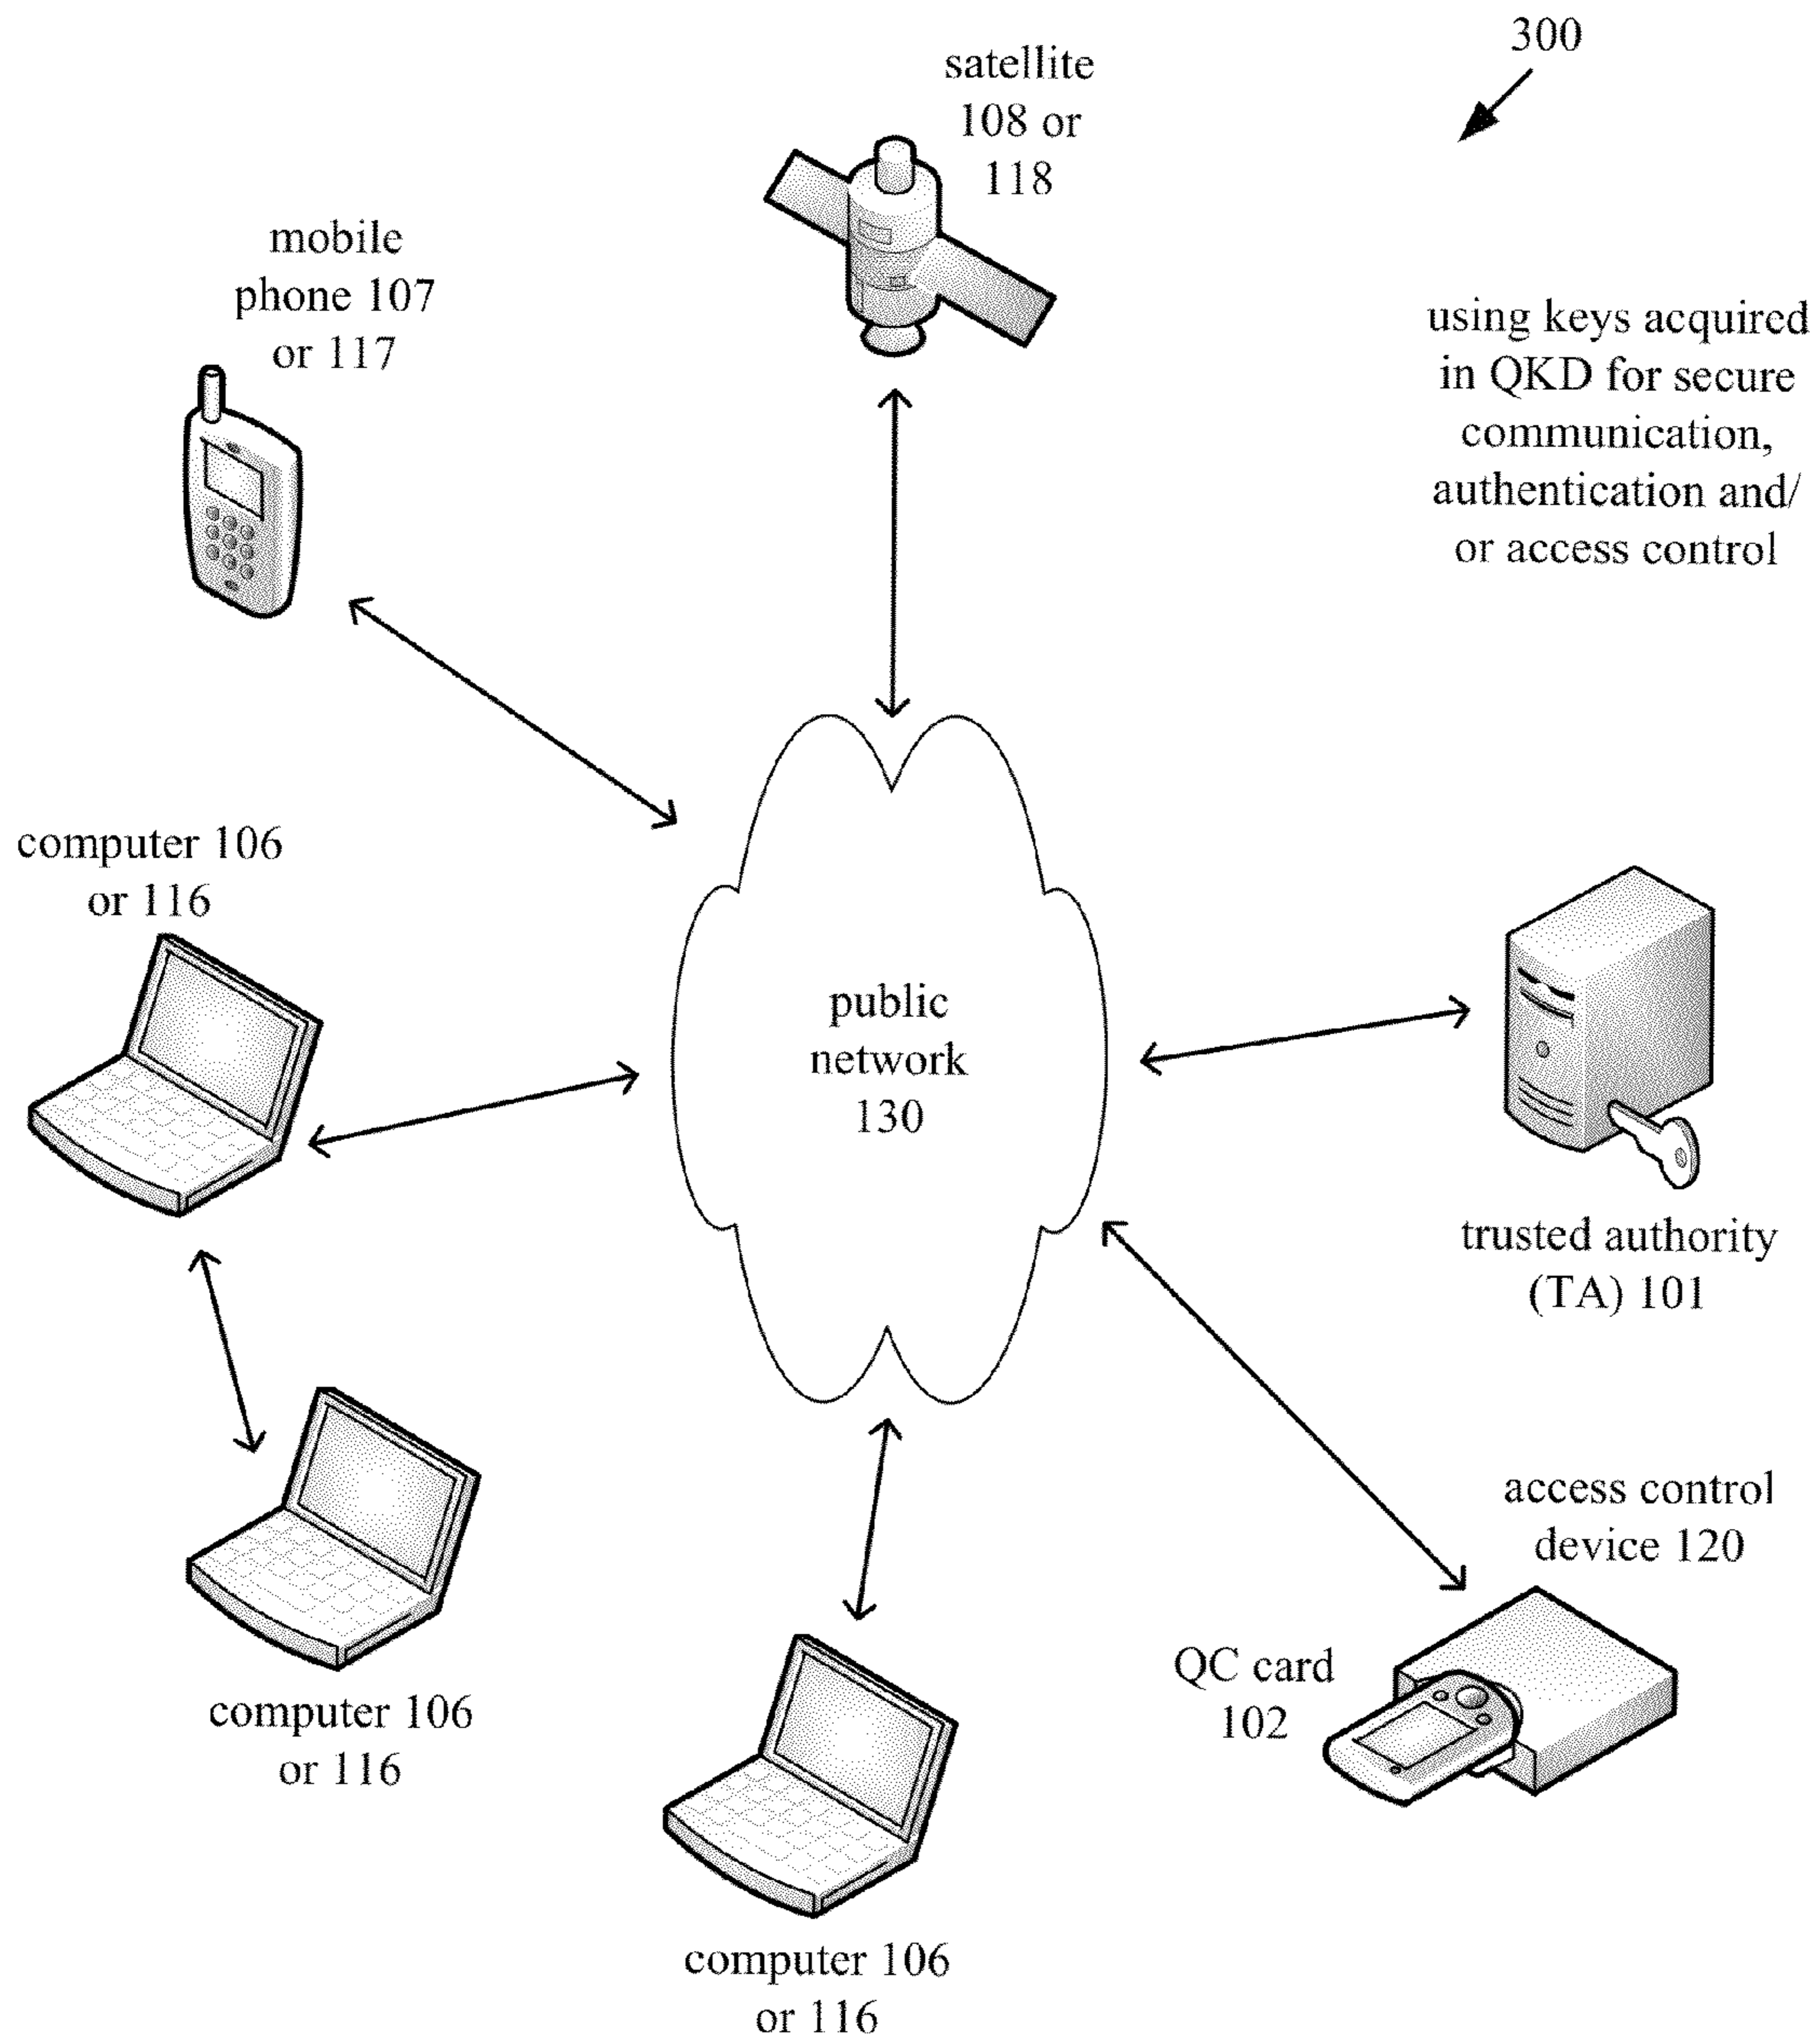 300
satellite
108 or
118
mobile
phone 107
or 117
using keys acquired
in QKD for secure
communication,
authentication and/
or access control
computer 106
or 116
public
network
130
trusted authority
(TA) 101
access control
device 120
QC card
102
computer 106
or 116
computer 106
or 116